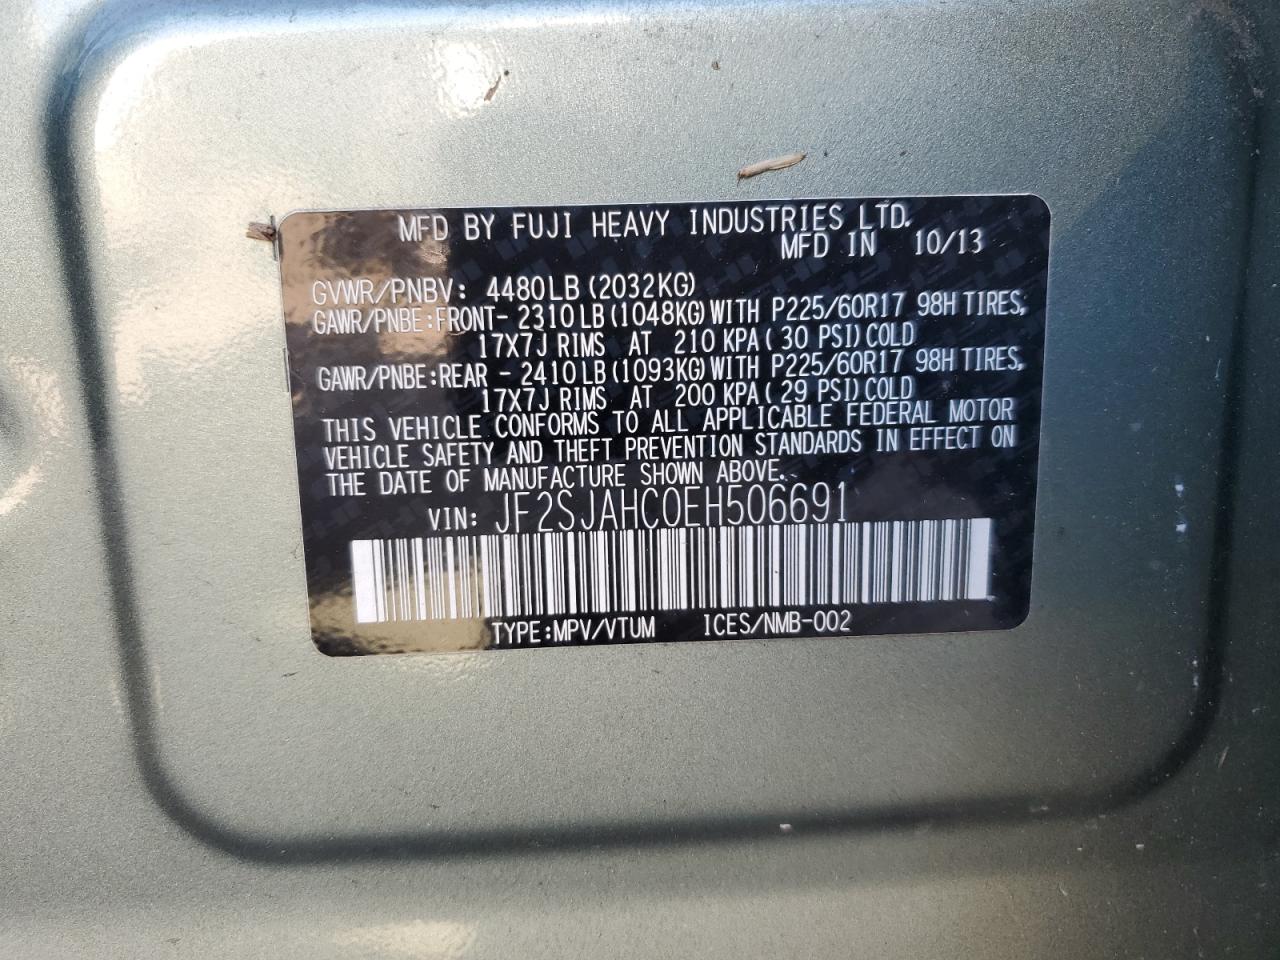 MFD BY FUJI HEAVY INDUSTRIES LTD.
MFD IN 10/13
GVWR/PNBV: 4480LB (2032KG)
GAWR/PNBE:FRONT- 2310LB (1048KG) WITH P225/60R17 98H TIRES,
17X7J RIMS AT 210 KPA (30 PSI) COLD
GAWR/PNBE:REAR - 2410LB (1093KG) WITH P225/60R17 98H TIRES,
17X7J RIMS AT 200 KPA (29 PSI) COLD
THIS VEHICLE CONFORMS TO ALL APPLICABLE FEDERAL MOTOR
VEHICLE SAFETY AND THEFT PREVENTION STANDARDS IN EFFECT ON
THE DATE OF MANUFACTURE SHOWN ABOVE.
VIN: JF2SJAHC0EH506691
TYPE:MPV/VTUM ICES/NMB-002